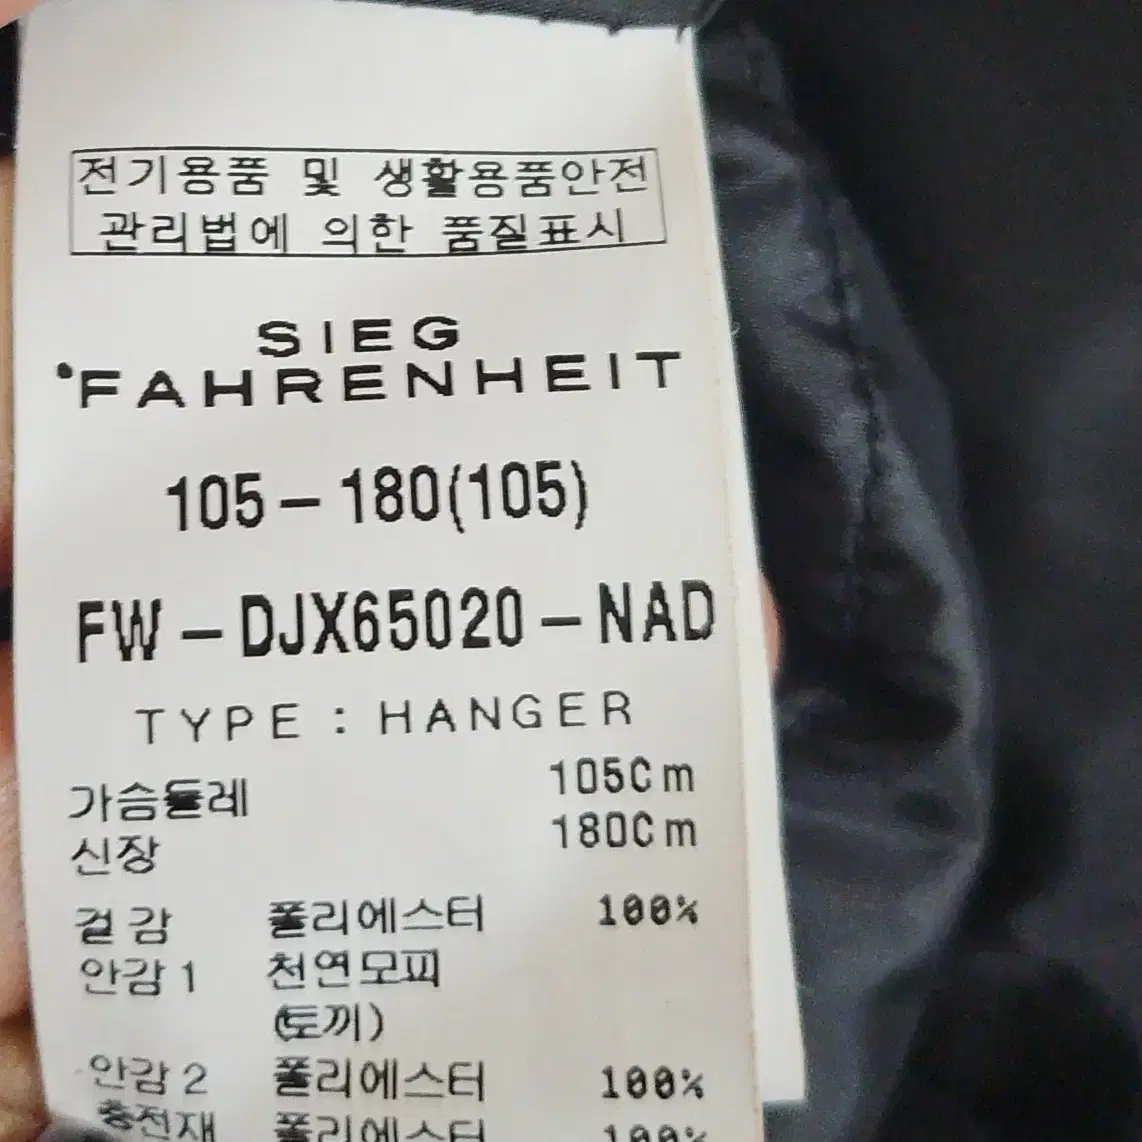 전기용품 및 생활용품안전
관리법에 의한 품질표시
SIEG
°FAHRENHEIT
105-180(105)
FW-DJX65020-NAD
TYPE : HANGER
가슴둘레 105Cm
신장 180Cm
겉감 폴리에스터 100%
안감1 천연모피
(토끼)
안감2 폴리에스터 100%
충전재 폴리에스터 100%